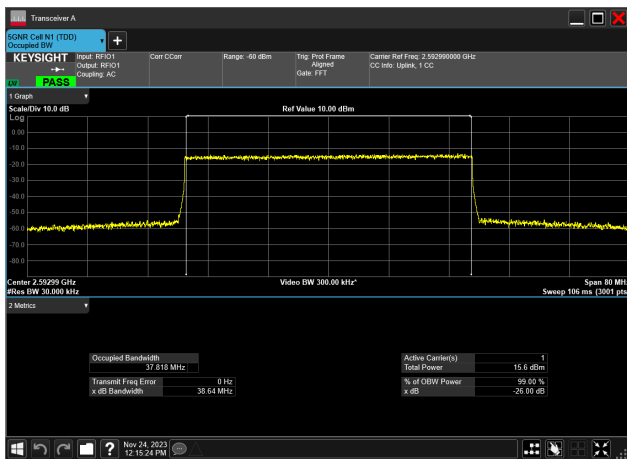 Transceiver A
5GNR Cell N1 (TDD)
Occupied BW
+
KEYSIGHT
LV PASS
Input: RFIO1
Output: RFIO1
Coupling: AC
Corr CCorr
Range: -60 dBm
Trig: Prot Frame
Aligned
Gate: FFT
Carrier Ref Freq: 2.592990000 GHz
CC Info: Uplink, 1 CC
1 Graph
Scale/Div 10.0 dB
Ref Value 10.00 dBm
Log
0.00
-10.0
-20.0
-30.0
-40.0
-50.0
-60.0
-70.0
-80.0
Center 2.59299 GHz
Video BW 300.00 kHz*
Span 80 MH
#Res BW 30.000 kHz
Sweep 106 ms (3001 pts
2 Metrics
Occupied Bandwidth
37.818 MHz
Active Carrier(s) 1
Total Power 15.6 dBm
Transmit Freq Error 0 Hz
x dB Bandwidth 38.64 MHz
% of OBW Power 99.00 %
x dB -26.00 dB
?
Nov 24, 2023
12:15:24 PM